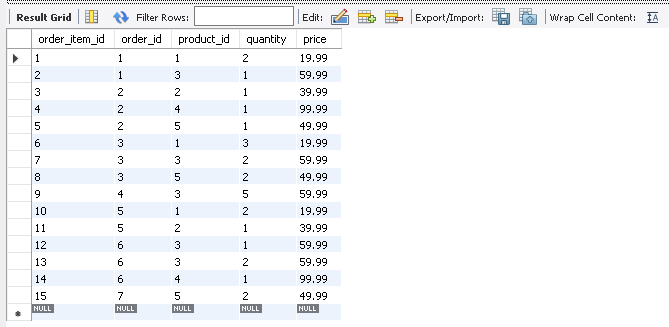 Result Grid Filter Rows: Edit: Export/Import: Wrap Cell Content:
order_item_id order_id product_id quantity price
1 1 1 2 19.99
2 1 3 1 59.99
3 2 2 1 39.99
4 2 4 1 99.99
5 2 5 1 49.99
6 3 1 3 19.99
7 3 3 2 59.99
8 3 5 2 49.99
9 4 3 5 59.99
10 5 1 2 19.99
11 5 2 1 39.99
12 6 3 1 59.99
13 6 3 2 59.99
14 6 4 1 99.99
15 7 5 2 49.99
NULL NULL NULL NULL NULL